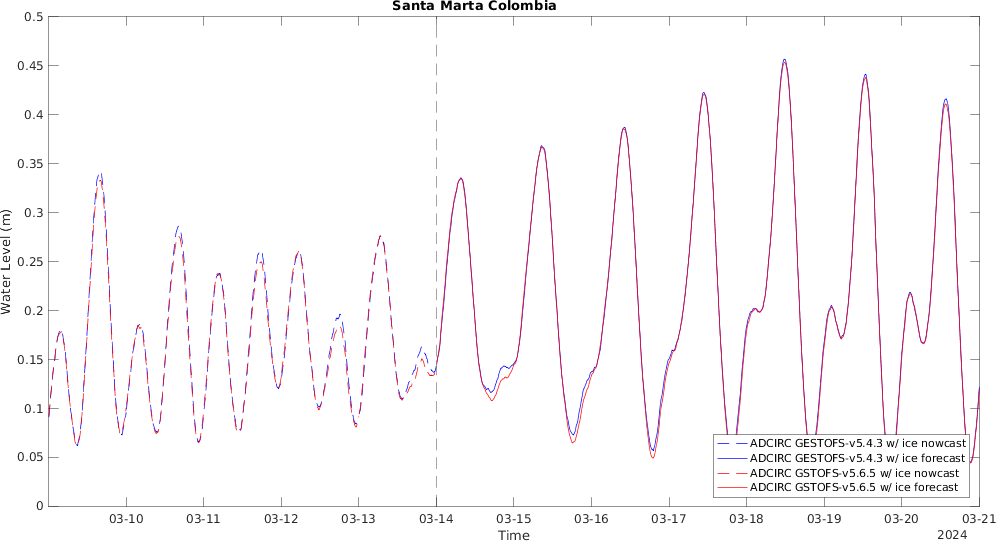 Santa Marta Colombia
0.5
0.45
0.4
0.35
0.3
0.25
0.2
0.15
0.1
0.05
0
Water Level (m)
ADCIRC GESTOFS-v5.4.3 w/ ice nowcast
ADCIRC GESTOFS-v5.4.3 w/ ice forecast
ADCIRC GSTOFS-v5.6.5 w/ ice nowcast
ADCIRC GSTOFS-v5.6.5 w/ ice forecast
03-10 03-11 03-12 03-13 03-14 03-15 03-16 03-17 03-18 03-19 03-20 03-21
Time
2024